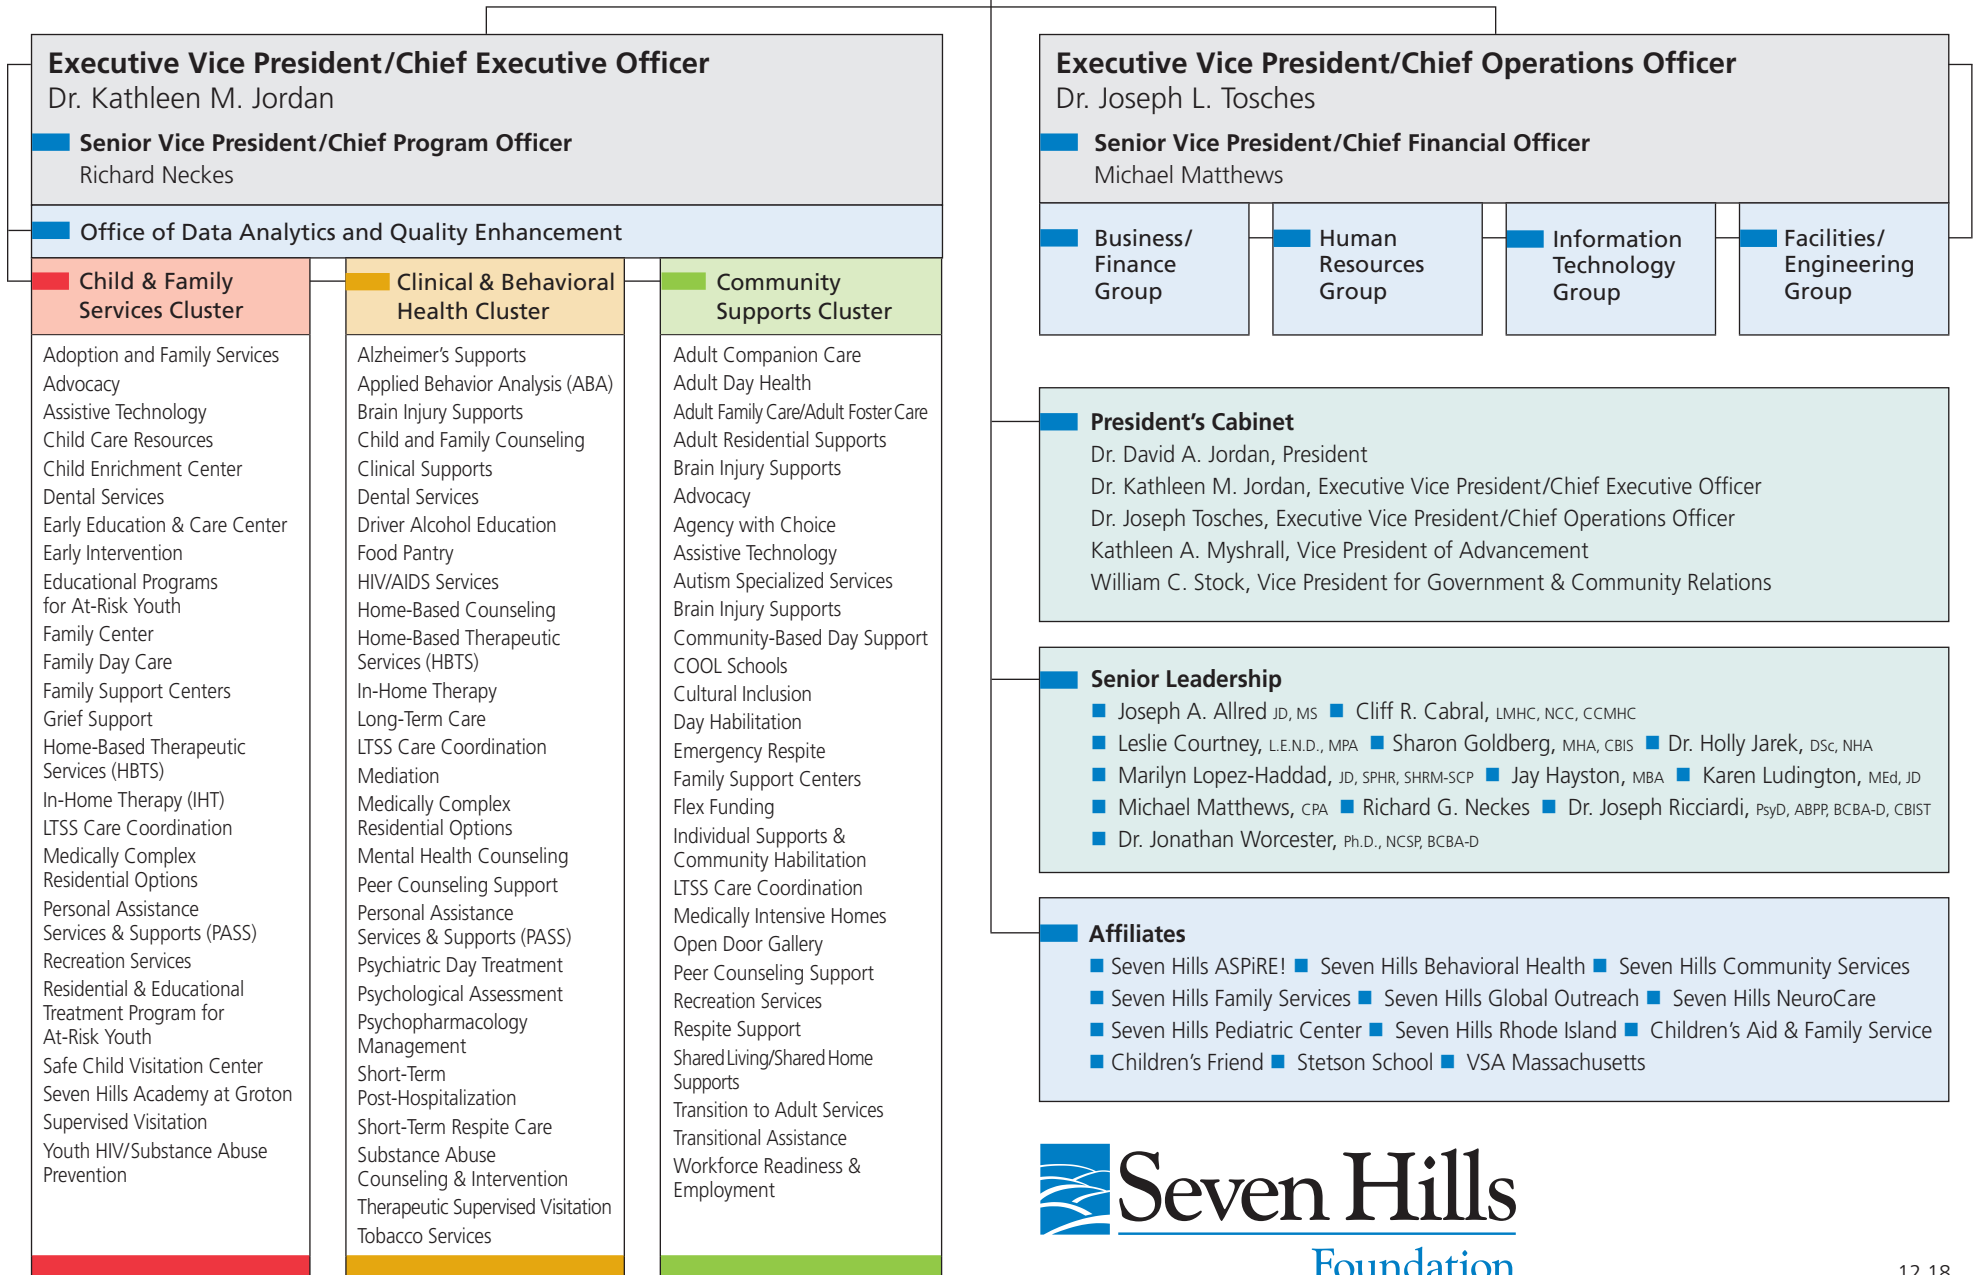 Executive Vice President/Chief Executive Officer
Dr. Kathleen M. Jordan
Senior Vice President/Chief Program Officer
Richard Neckes
Office of Data Analytics and Quality Enhancement
Child & Family
Services Cluster
Adoption and Family Services
Advocacy
Assistive Technology
Child Care Resources
Child Enrichment Center
Dental Services
Early Education & Care Center
Early Intervention
Educational Programs
for At-Risk Youth
Family Center
Family Day Care
Family Support Centers
Grief Support
Home-Based Therapeutic
Services (HBTS)
In-Home Therapy (IHT)
LTSS Care Coordination
Medically Complex
Residential Options
Personal Assistance
Services & Supports (PASS)
Recreation Services
Residential & Educational
Treatment Program for
At-Risk Youth
Safe Child Visitation Center
Seven Hills Academy at Groton
Supervised Visitation
Youth HIV/Substance Abuse
Prevention
Clinical & Behavioral
Health Cluster
Alzheimer's Supports
Applied Behavior Analysis (ABA)
Brain Injury Supports
Child and Family Counseling
Clinical Supports
Dental Services
Driver Alcohol Education
Food Pantry
HIV/AIDS Services
Home-Based Counseling
Home-Based Therapeutic
Services (HBTS)
In-Home Therapy
Long-Term Care
LTSS Care Coordination
Mediation
Medically Complex
Residential Options
Mental Health Counseling
Peer Counseling Support
Personal Assistance
Services & Supports (PASS)
Psychiatric Day Treatment
Psychological Assessment
Psychopharmacology
Management
Short-Term
Post-Hospitalization
Short-Term Respite Care
Substance Abuse
Counseling & Intervention
Therapeutic Supervised Visitation
Tobacco Services
Community
Supports Cluster
Adult Companion Care
Adult Day Health
Adult Family Care/Adult Foster Care
Adult Residential Supports
Brain Injury Supports
Advocacy
Agency with Choice
Assistive Technology
Autism Specialized Services
Brain Injury Supports
Community-Based Day Support
COOL Schools
Cultural Inclusion
Day Habilitation
Emergency Respite
Family Support Centers
Flex Funding
Individual Supports &
Community Habilitation
LTSS Care Coordination
Medically Intensive Homes
Open Door Gallery
Peer Counseling Support
Recreation Services
Respite Support
Shared Living/Shared Home
Supports
Transition to Adult Services
Transitional Assistance
Workforce Readiness &
Employment
Executive Vice President/Chief Operations Officer
Dr. Joseph L. Tosches
Senior Vice President/Chief Financial Officer
Michael Matthews
Business/
Finance
Group
Human
Resources
Group
Information
Technology
Group
Facilities/
Engineering
Group
President's Cabinet
Dr. David A. Jordan, President
Dr. Kathleen M. Jordan, Executive Vice President/Chief Executive Officer
Dr. Joseph Tosches, Executive Vice President/Chief Operations Officer
Kathleen A. Myshrall, Vice President of Advancement
William C. Stock, Vice President for Government & Community Relations
Senior Leadership
Joseph A. Allred JD, MS Cliff R. Cabral, LMHC, NCC, CCMHC
Leslie Courtney, L.E.N.D., MPA Sharon Goldberg, MHA, CBIS Dr. Holly Jarek, DSc, NHA
Marilyn Lopez-Haddad, JD, SPHR, SHRM-SCP Jay Hayston, MBA Karen Ludington, MEd, JD
Michael Matthews, CPA Richard G. Neckes Dr. Joseph Ricciardi, PsyD, ABPP, BCBA-D, CBIST
Dr. Jonathan Worcester, Ph.D., NCSP, BCBA-D
Affiliates
Seven Hills ASPiRE! Seven Hills Behavioral Health Seven Hills Community Services
Seven Hills Family Services Seven Hills Global Outreach Seven Hills NeuroCare
Seven Hills Pediatric Center Seven Hills Rhode Island Children's Aid & Family Service
Children's Friend Stetson School VSA Massachusetts
Seven Hills
Foundation
12.18